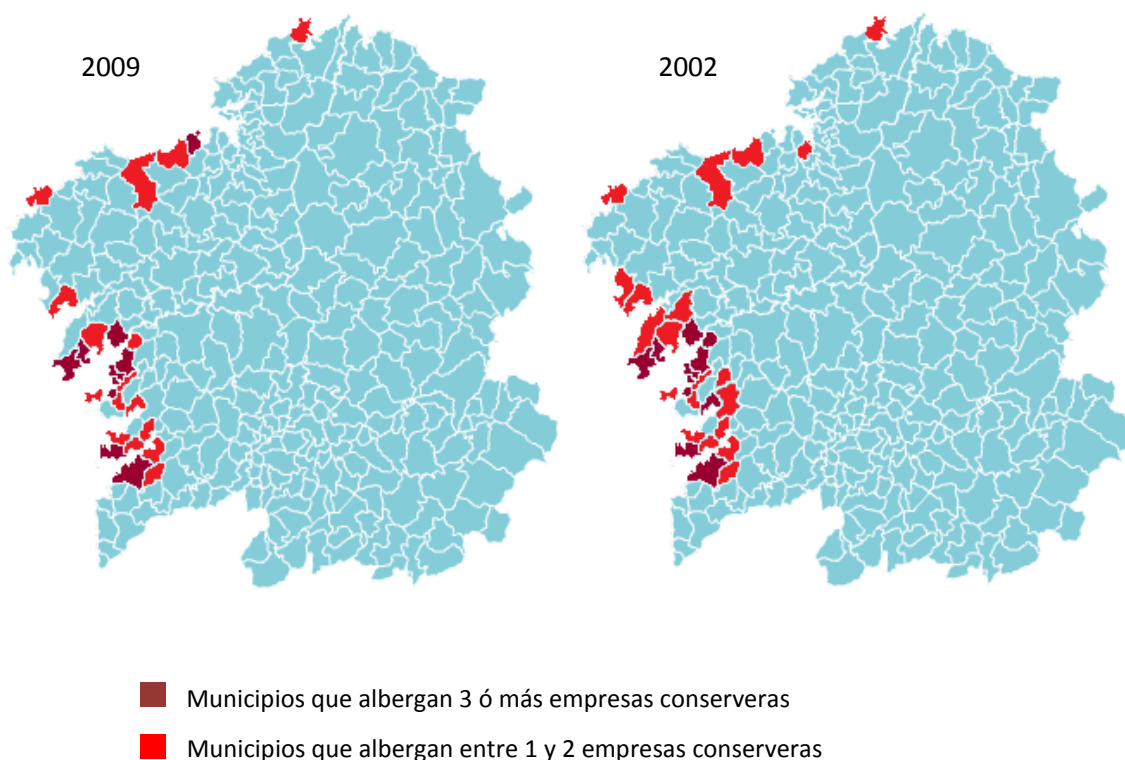 2009
2002
Municipios que albergan 3 ó más empresas conserveras
Municipios que albergan entre 1 y 2 empresas conserveras